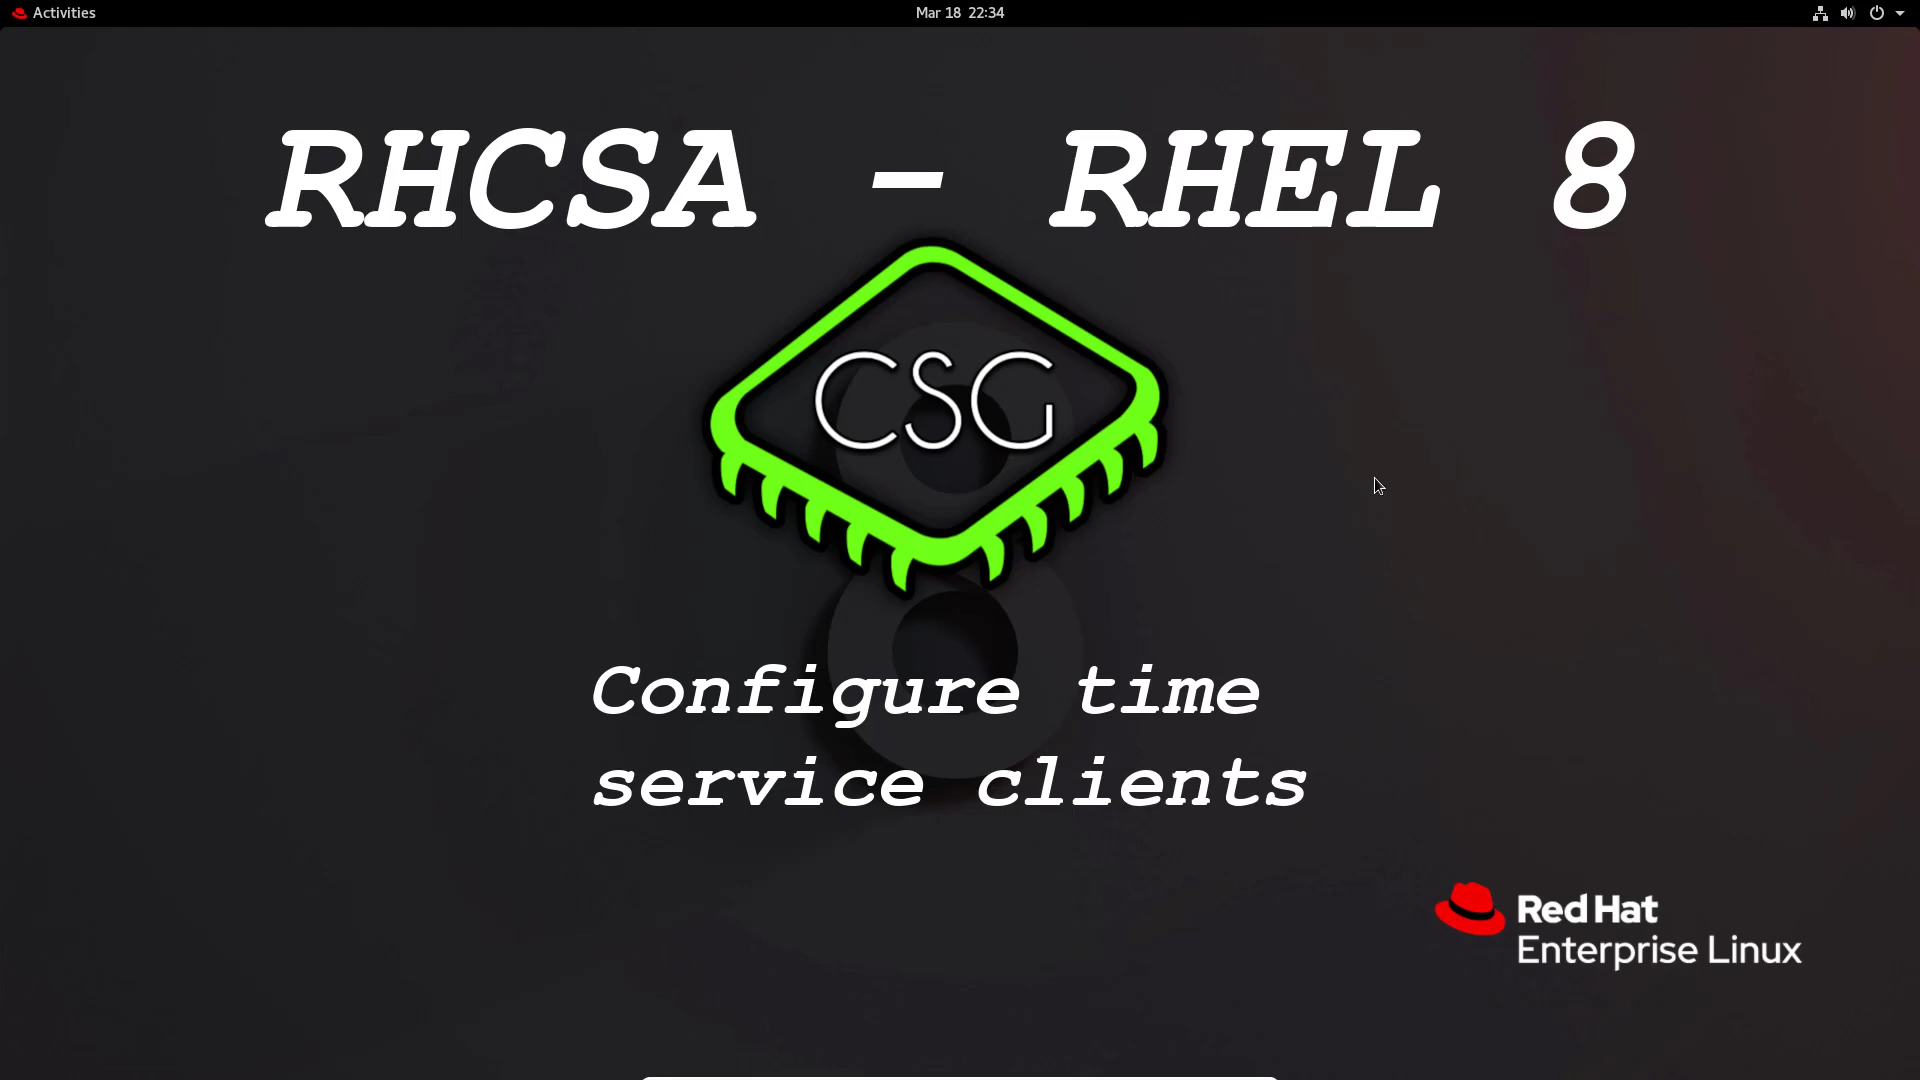 Activities
Mar 18 22:34
RHCSA - RHEL 8
CSG
Configure time
service clients
Red Hat
Enterprise Linux